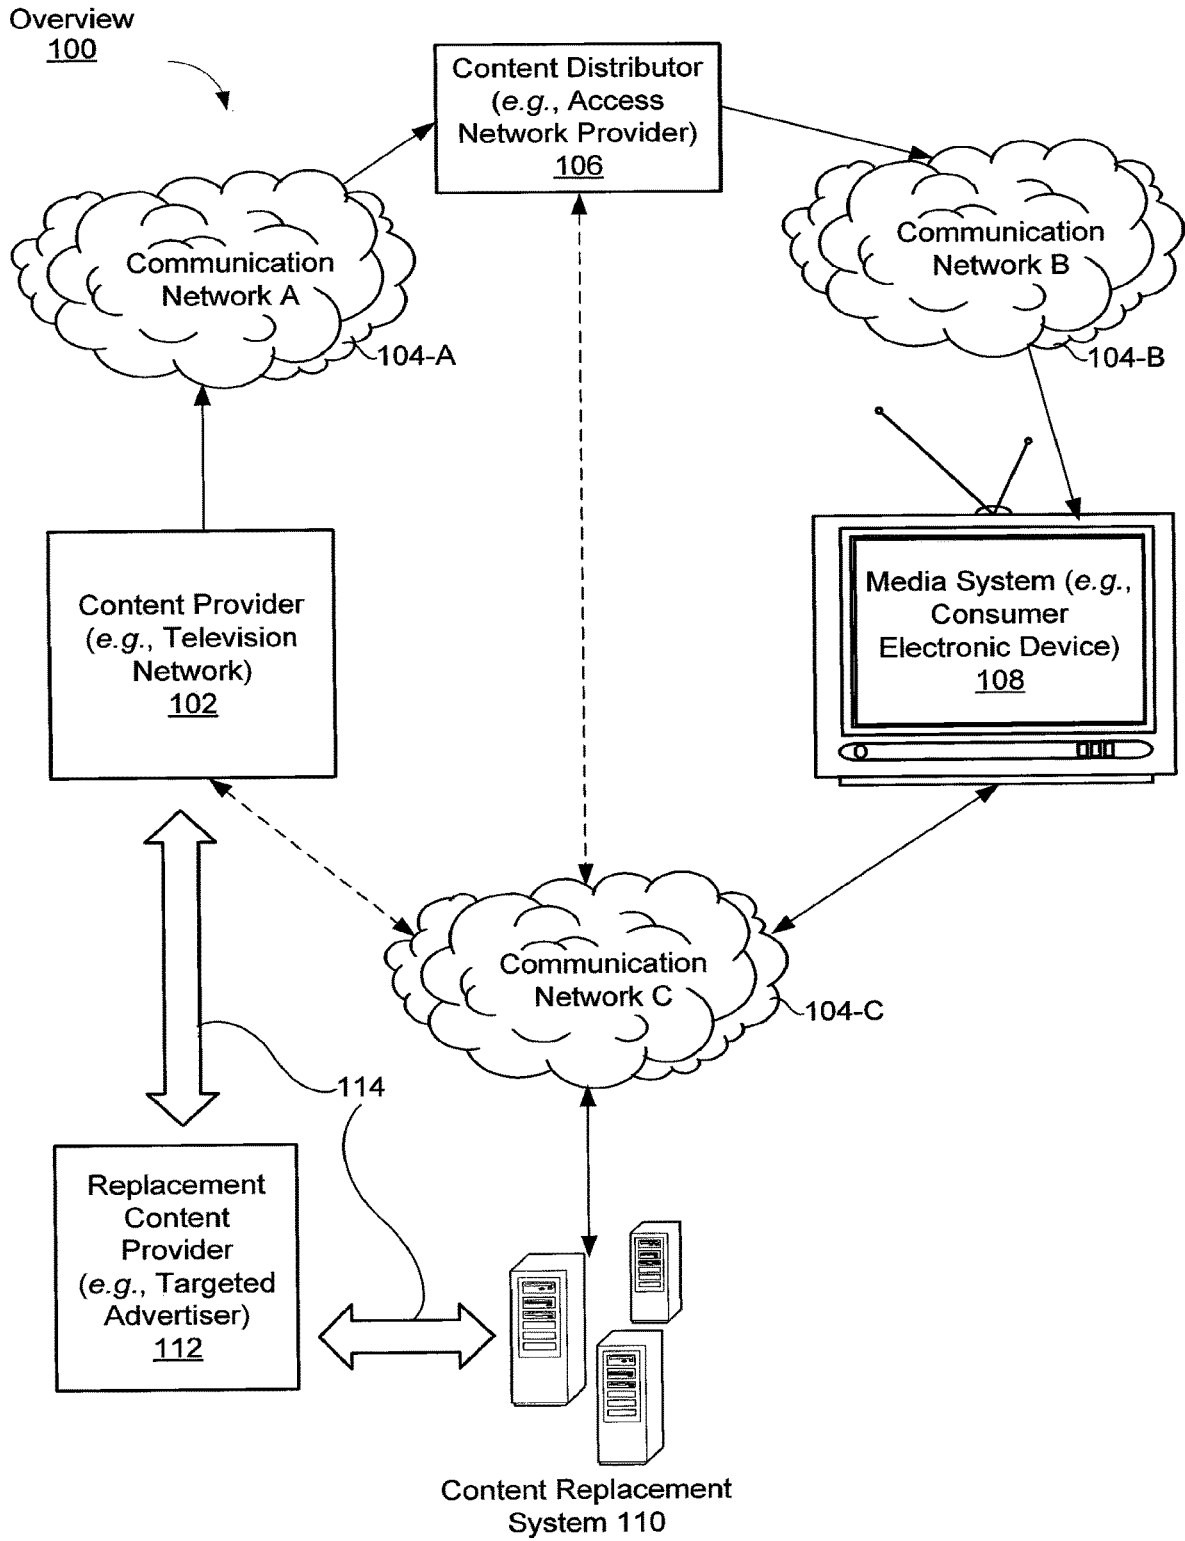 Overview
100
Content Distributor
(e.g., Access
Network Provider)
106
Communication
Network A
104-A
Communication
Network B
104-B
Content Provider
(e.g., Television
Network)
102
Media System (e.g.,
Consumer
Electronic Device)
108
Communication
Network C
104-C
114
Replacement
Content
Provider
(e.g., Targeted
Advertiser)
112
Content Replacement
System 110